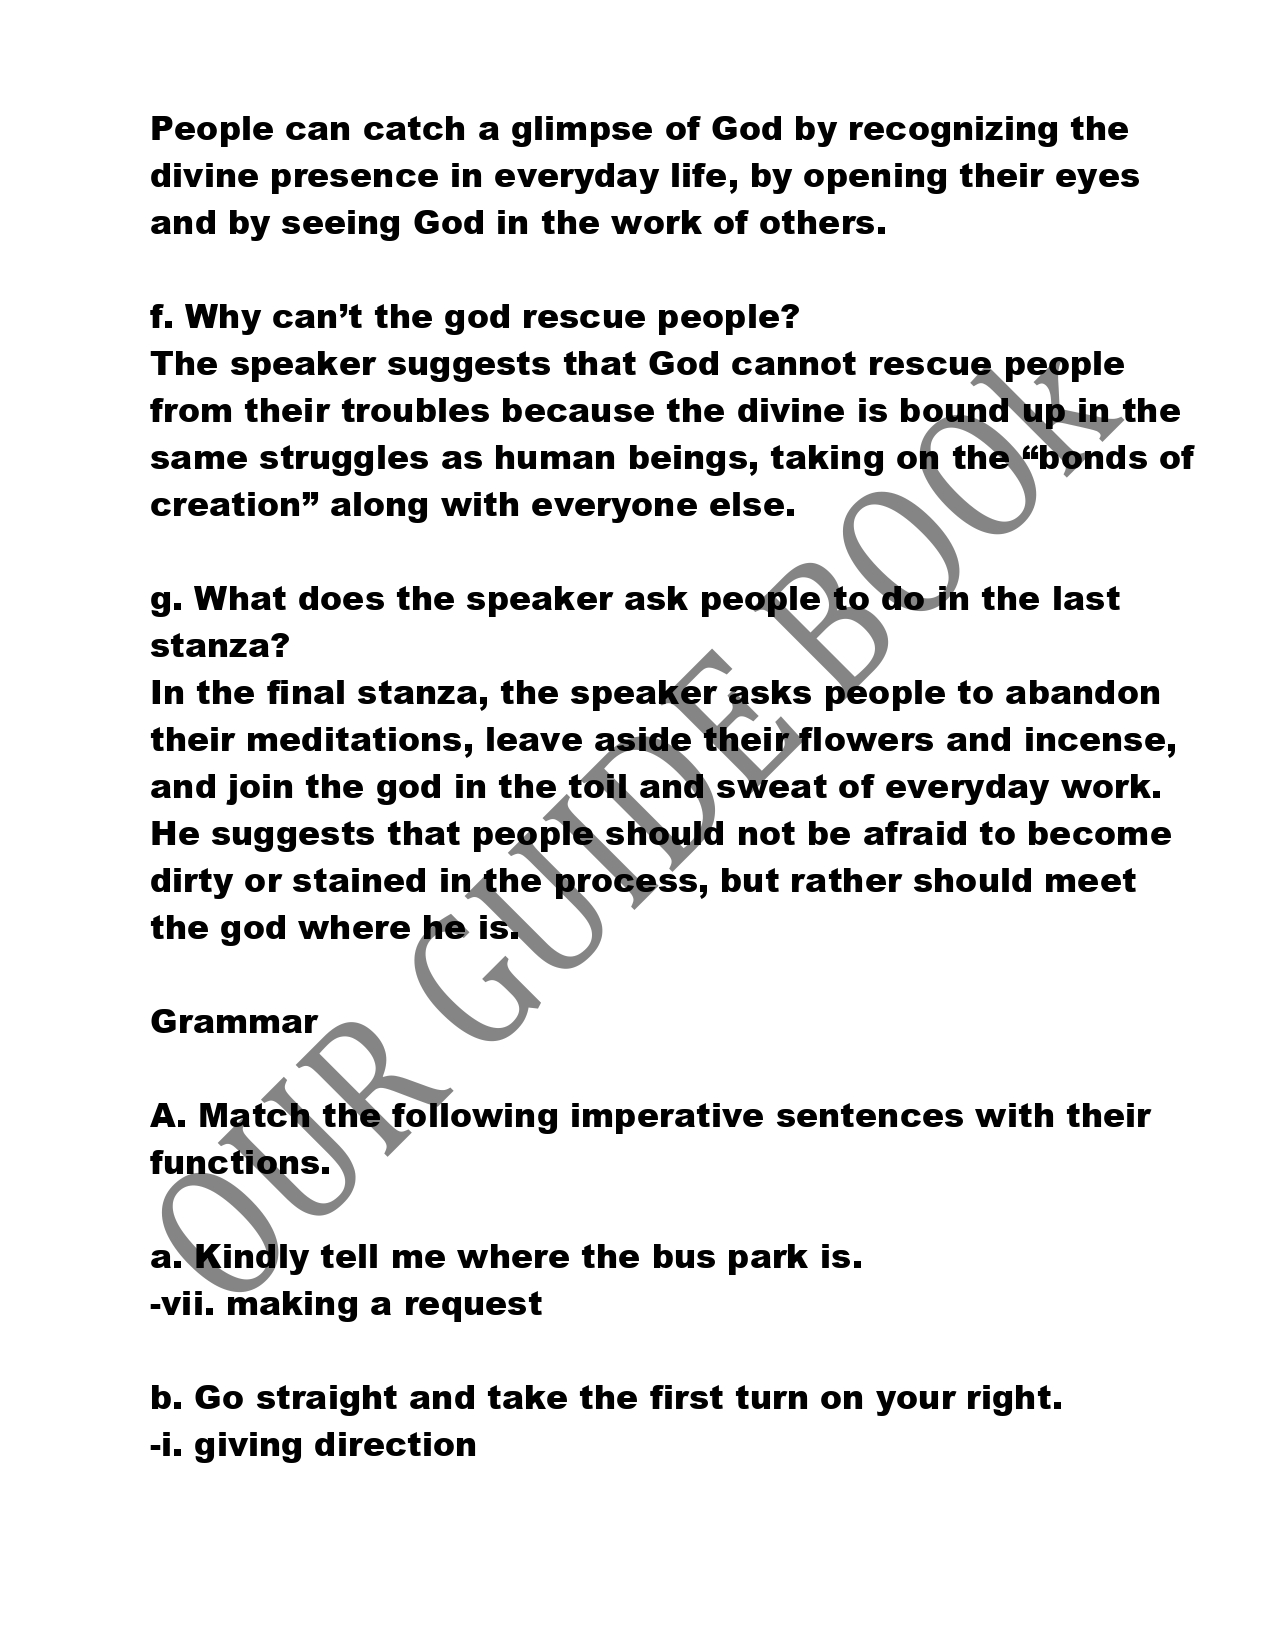 People can catch a glimpse of God by recognizing the
divine presence in everyday life, by opening their eyes
and by seeing God in the work of others.
f. Why can’t the god rescue people?
The speaker suggests that God cannot rescue people
from their troubles because the divine is bound up in the
same struggles as human beings, taking on the “bonds of
creation” along with everyone else.
g. What does the speaker ask people to do in the last
stanza?
In the final stanza, the speaker asks people to abandon
their meditations, leave aside their flowers and incense,
and join the god in the toil and sweat of everyday work.
He suggests that people should not be afraid to become
dirty or stained in the process, but rather should meet
the god where he is.
Grammar
A. Match the following imperative sentences with their
functions.
a. Kindly tell me where the bus park is.
-vii. making a request
b. Go straight and take the first turn on your right.
-i. giving direction
OUR GUIDE BOOk